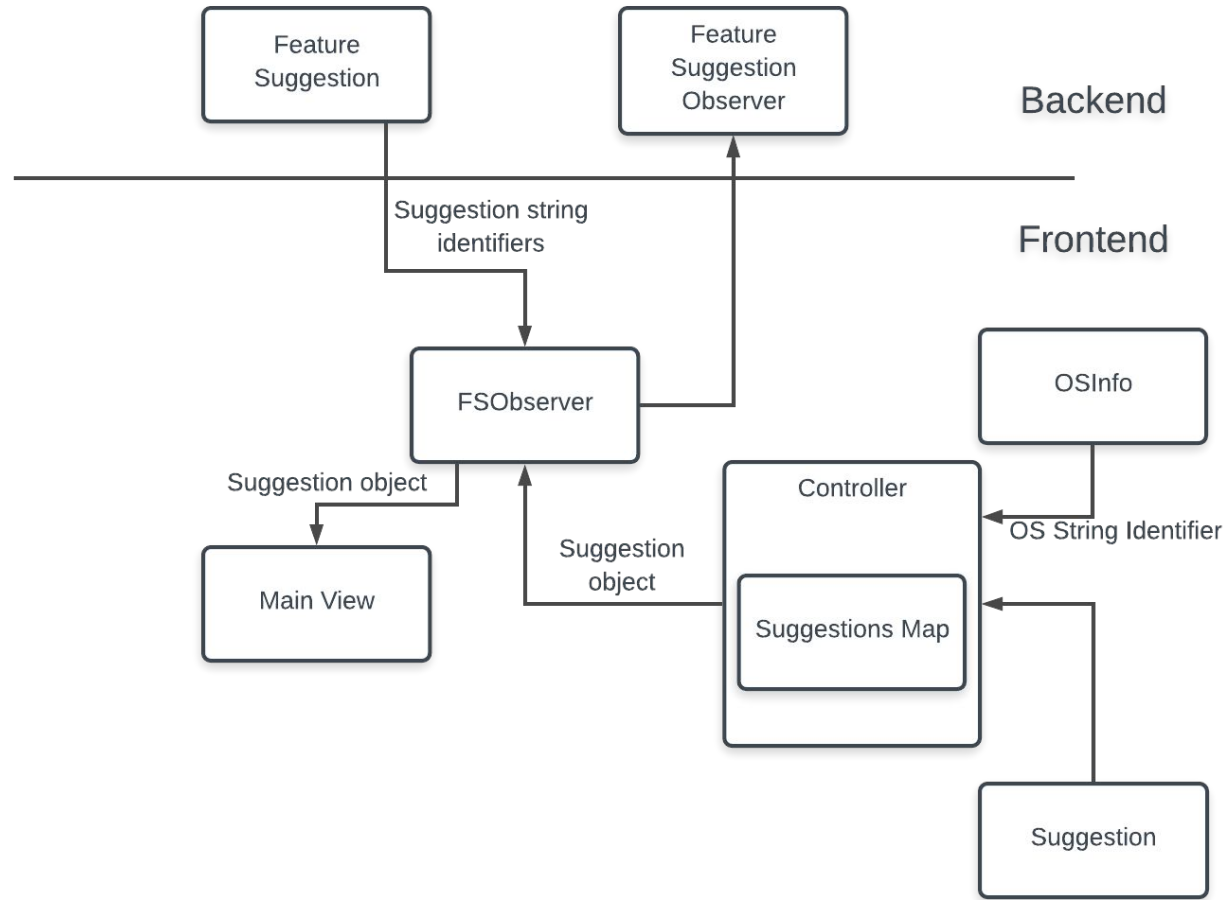 Feature
Suggestion
Feature
Suggestion
Observer
Backend
Suggestion string
identifiers
Frontend
OSInfo
FSObserver
Suggestion object
Controller
OS String Identifier
Suggestion
object
Main View
Suggestions Map
Suggestion